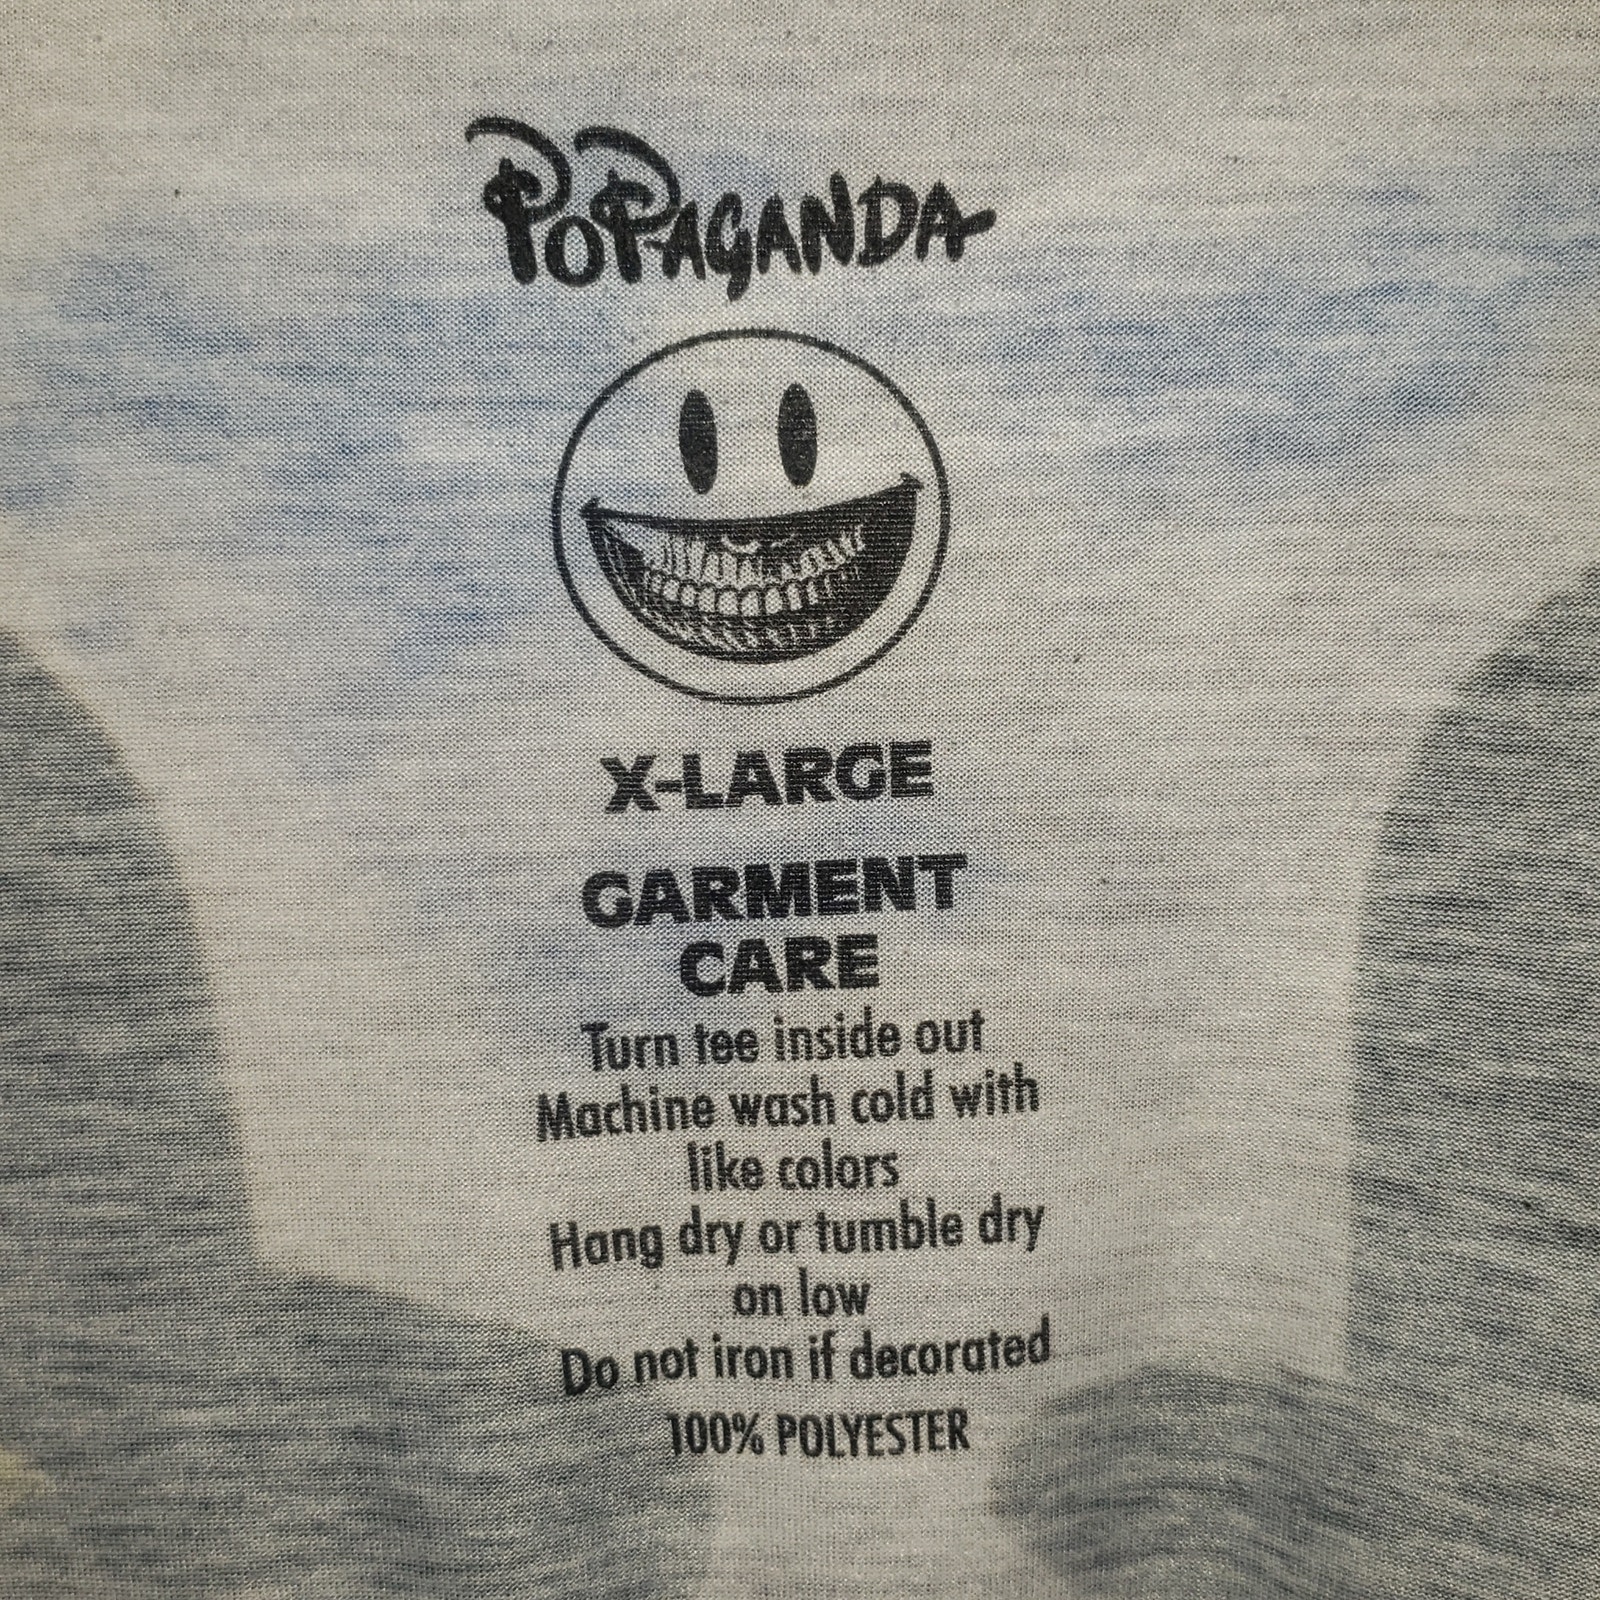 PoPaganda
X-LARGE
GARMENT
CARE
Turn tee inside out
Machine wash cold with
like colors
Hang dry or tumble dry
on low
Do not iron if decorated
100% POLYESTER